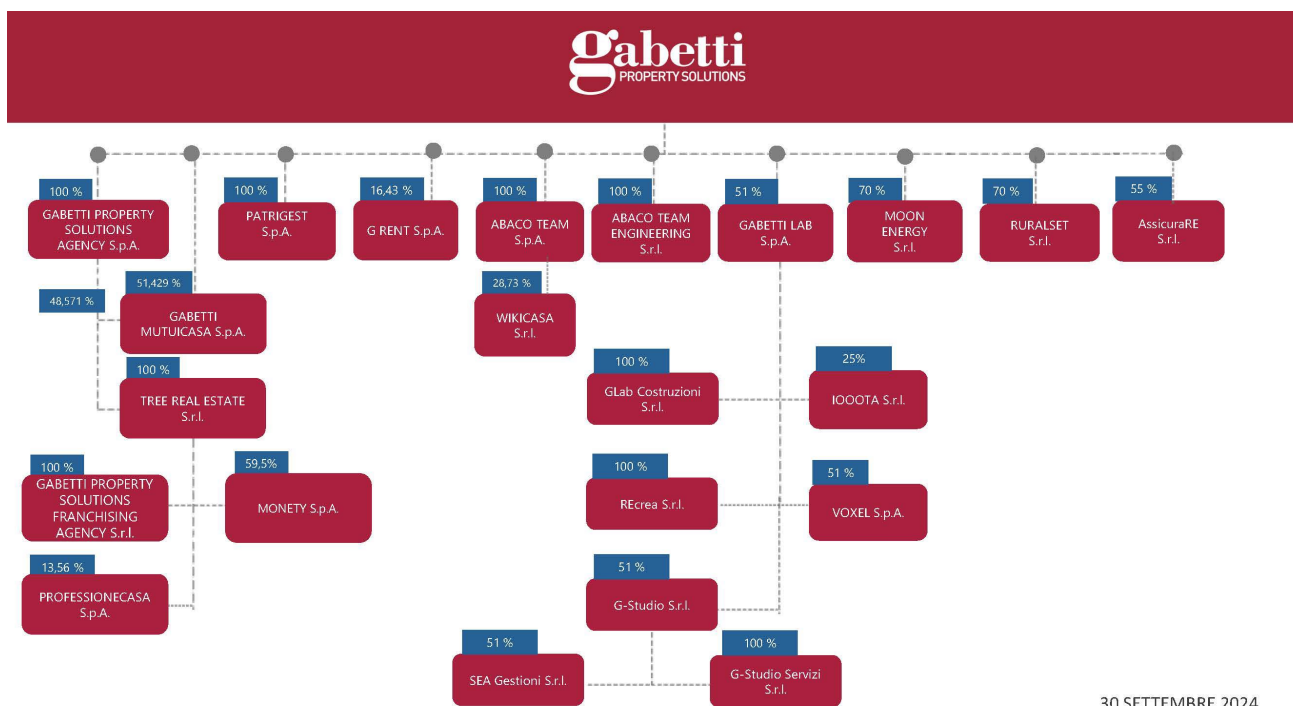 gabetti
PROPERTY SOLUTIONS
100 %
GABETTI PROPERTY
SOLUTIONS
AGENCY S.p.A.
100 %
PATRIGEST
S.p.A.
16,43 %
G RENT S.p.A.
100 %
ABACO TEAM
S.p.A.
100 %
ABACO TEAM
ENGINEERING
S.r.l.
51 %
GABETTI LAB
S.p.A.
70 %
MOON
ENERGY
S.r.l.
70 %
RURALSET
S.r.l.
55 %
AssicuraRE
S.r.l.
48,571 %
51,429 %
GABETTI
MUTUICASA S.p.A.
28,73 %
WIKICASA
S.r.l.
100 %
TREE REAL ESTATE
S.r.l.
100 %
GLab Costruzioni
S.r.l.
25%
IOOOTA S.r.l.
100 %
GABETTI PROPERTY
SOLUTIONS
FRANCHISING
AGENCY S.r.l.
59,5%
MONETY S.p.A.
100 %
REcrea S.r.l.
51 %
VOXEL S.p.A.
13,56 %
PROFESSIONECASA
S.p.A.
51 %
G-Studio S.r.l.
51 %
SEA Gestioni S.r.l.
100 %
G-Studio Servizi
S.r.l.
30 SETTEMBRE 2024